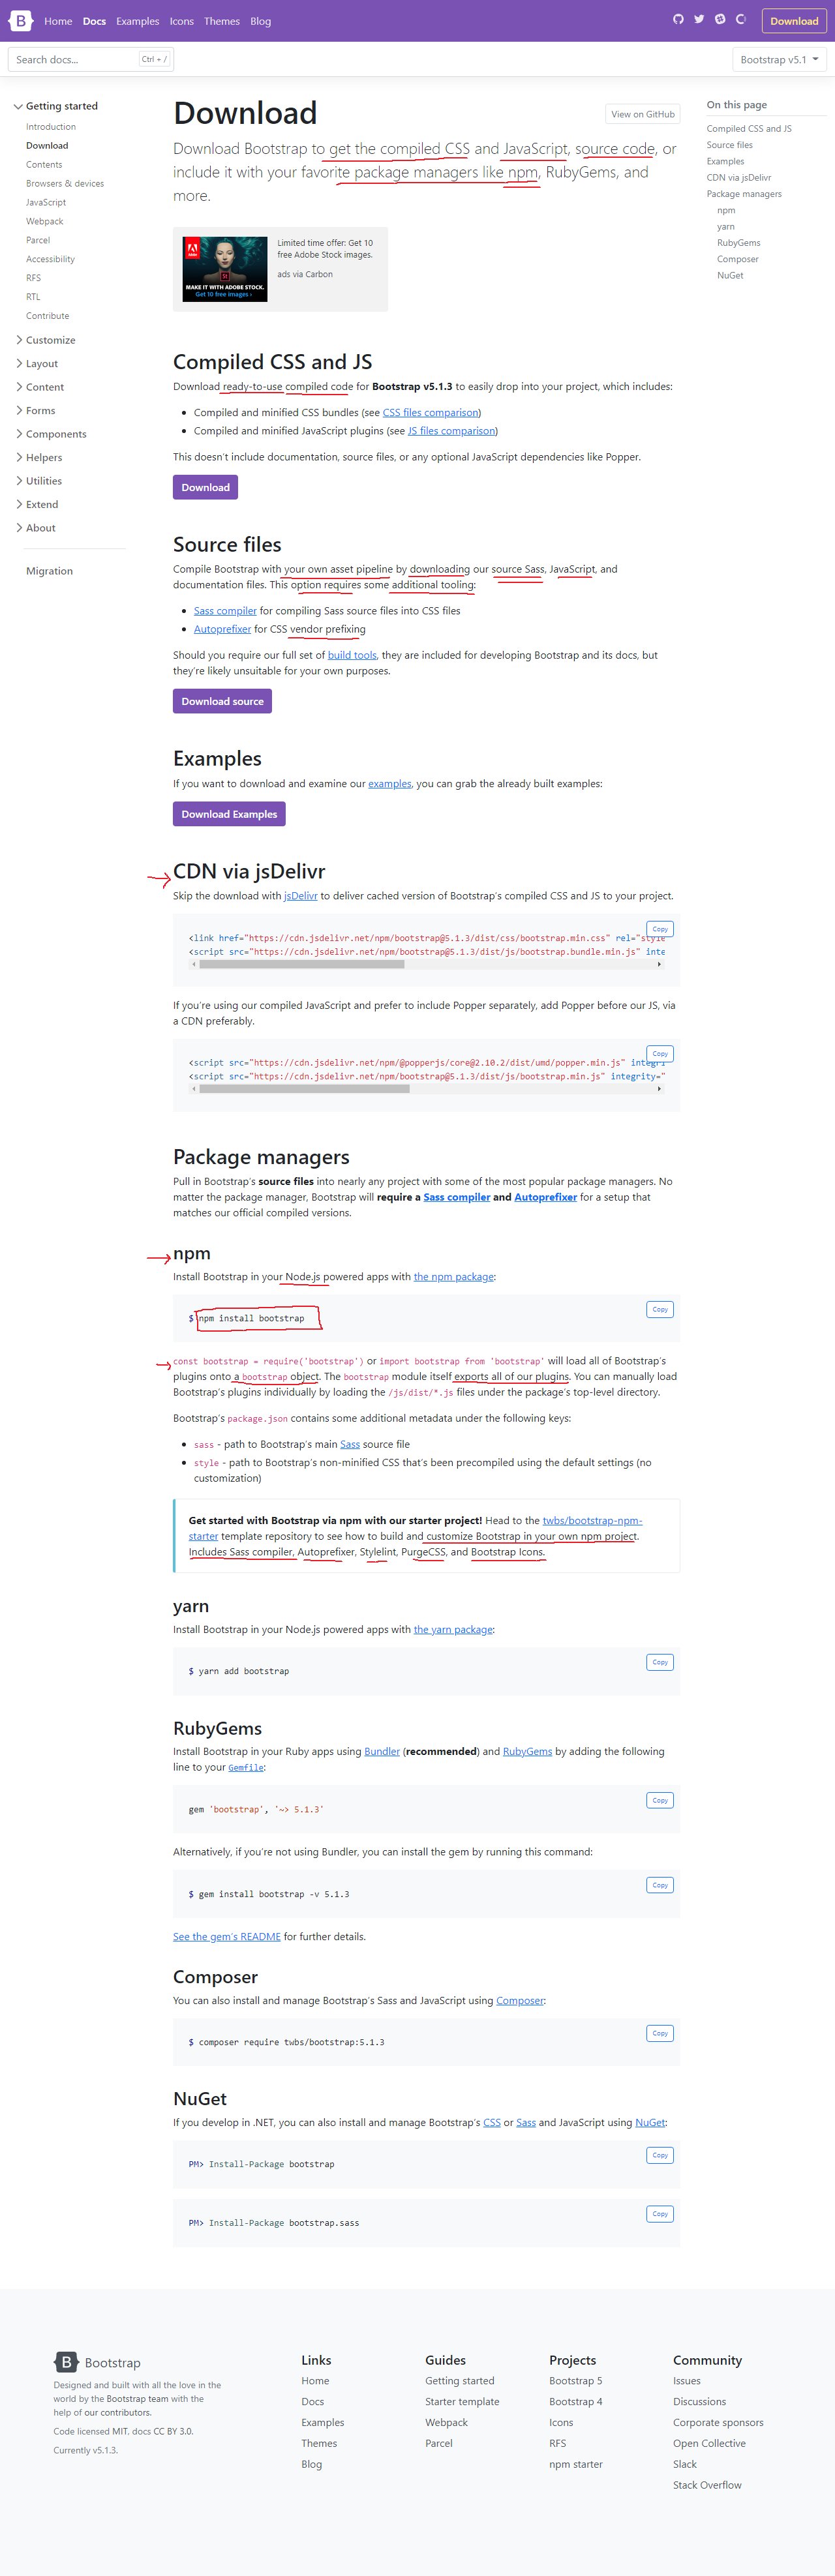 B Home Docs Examples Icons Themes Blog Download
Search docs... Ctrl + / Bootstrap v5.1
Getting started
Introduction
Download
Contents
Browsers & devices
JavaScript
Webpack
Parcel
Accessibility
RFS
RTL
Contribute
Customize
Layout
Content
Forms
Components
Helpers
Utilities
Extend
About
Migration
Download
View on GitHub
Download Bootstrap to get the compiled CSS and JavaScript, source code, or
include it with your favorite package managers like npm, RubyGems, and
more.
Adobe
St
MAKE IT WITH ADOBE STOCK.
Get 10 free images ›
Limited time offer: Get 10
free Adobe Stock images.
ads via Carbon
On this page
Compiled CSS and JS
Source files
Examples
CDN via jsDelivr
Package managers
npm
yarn
RubyGems
Composer
NuGet
Compiled CSS and JS
Download ready-to-use compiled code for Bootstrap v5.1.3 to easily drop into your project, which includes:
• Compiled and minified CSS bundles (see CSS files comparison)
• Compiled and minified JavaScript plugins (see JS files comparison)
This doesn't include documentation, source files, or any optional JavaScript dependencies like Popper.
Download
Source files
Compile Bootstrap with your own asset pipeline by downloading our source Sass, JavaScript, and
documentation files. This option requires some additional tooling:
• Sass compiler for compiling Sass source files into CSS files
• Autoprefixer for CSS vendor prefixing
Should you require our full set of build tools, they are included for developing Bootstrap and its docs, but
they're likely unsuitable for your own purposes.
Download source
Examples
If you want to download and examine our examples, you can grab the already built examples:
Download Examples
CDN via jsDelivr
Skip the download with jsDelivr to deliver cached version of Bootstrap's compiled CSS and JS to your project.
Copy
<link href="https://cdn.jsdelivr.net/npm/bootstrap@5.1.3/dist/css/bootstrap.min.css" rel="style
<script src="https://cdn.jsdelivr.net/npm/bootstrap@5.1.3/dist/js/bootstrap.bundle.min.js" inte
If you're using our compiled JavaScript and prefer to include Popper separately, add Popper before our JS, via
a CDN preferably.
Copy
<script src="https://cdn.jsdelivr.net/npm/@popperjs/core@2.10.2/dist/umd/popper.min.js" integri
<script src="https://cdn.jsdelivr.net/npm/bootstrap@5.1.3/dist/js/bootstrap.min.js" integrity="
Package managers
Pull in Bootstrap's source files into nearly any project with some of the most popular package managers. No
matter the package manager, Bootstrap will require a Sass compiler and Autoprefixer for a setup that
matches our official compiled versions.
npm
Install Bootstrap in your Node.js powered apps with the npm package:
$ npm install bootstrap Copy
const bootstrap = require('bootstrap') or import bootstrap from 'bootstrap' will load all of Bootstrap's
plugins onto a bootstrap object. The bootstrap module itself exports all of our plugins. You can manually load
Bootstrap's plugins individually by loading the /js/dist/*.js files under the package's top-level directory.
Bootstrap's package.json contains some additional metadata under the following keys:
• sass - path to Bootstrap's main Sass source file
• style - path to Bootstrap's non-minified CSS that's been precompiled using the default settings (no
customization)
Get started with Bootstrap via npm with our starter project! Head to the twbs/bootstrap-npm-
starter template repository to see how to build and customize Bootstrap in your own npm project.
Includes Sass compiler, Autoprefixer, Stylelint, PurgeCSS, and Bootstrap Icons.
yarn
Install Bootstrap in your Node.js powered apps with the yarn package:
$ yarn add bootstrap Copy
RubyGems
Install Bootstrap in your Ruby apps using Bundler (recommended) and RubyGems by adding the following
line to your Gemfile:
gem 'bootstrap', '~> 5.1.3' Copy
Alternatively, if you're not using Bundler, you can install the gem by running this command:
$ gem install bootstrap -v 5.1.3 Copy
See the gem's README for further details.
Composer
You can also install and manage Bootstrap's Sass and JavaScript using Composer:
$ composer require twbs/bootstrap:5.1.3 Copy
NuGet
If you develop in .NET, you can also install and manage Bootstrap's CSS or Sass and JavaScript using NuGet:
PM> Install-Package bootstrap Copy
PM> Install-Package bootstrap.sass Copy
B Bootstrap
Designed and built with all the love in the
world by the Bootstrap team with the
help of our contributors.
Code licensed MIT, docs CC BY 3.0.
Currently v5.1.3.
Links
Home
Docs
Examples
Themes
Blog
Guides
Getting started
Starter template
Webpack
Parcel
Projects
Bootstrap 5
Bootstrap 4
Icons
RFS
npm starter
Community
Issues
Discussions
Corporate sponsors
Open Collective
Slack
Stack Overflow